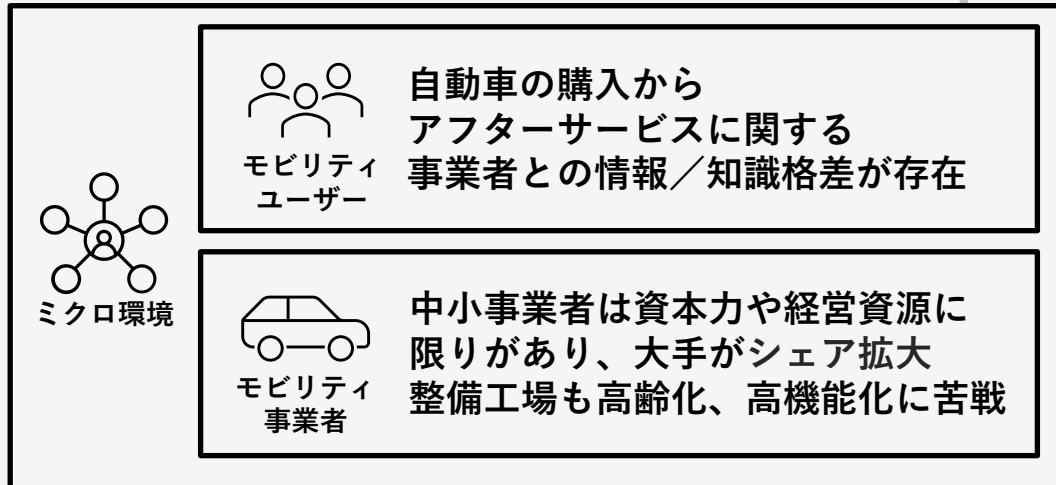 ミクロ環境
モビリティ
ユーザー
自動車の購入から
アフターサービスに関する
事業者との情報／知識格差が存在
モビリティ
事業者
中小事業者は資本力や経営資源に
限りがあり、大手がシェア拡大
整備工場も高齢化、高機能化に苦戦